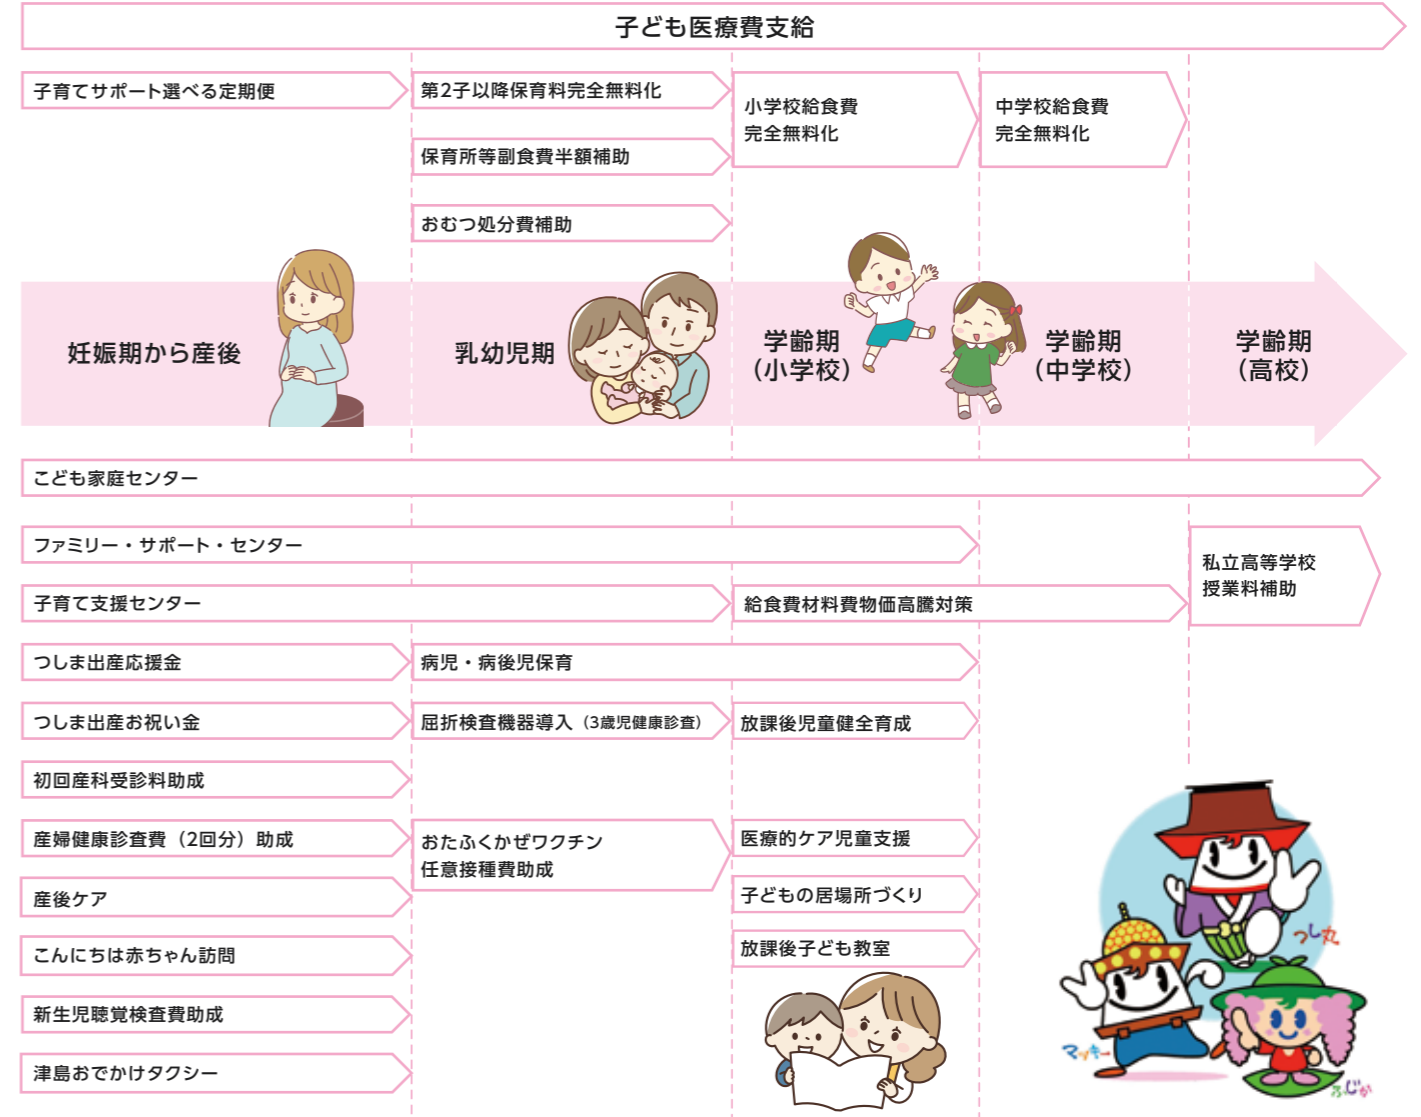 子ども医療費支給
子育てサポート選べる定期便
第2子以降保育料完全無料化
保育所等副食費半額補助
おむつ処分費補助
小学校給食費
完全無料化
中学校給食費
完全無料化
妊娠期から産後
乳幼児期
学齢期
（小学校）
学齢期
（中学校）
学齢期
（高校）
こども家庭センター
ファミリー・サポート・センター
私立高等学校
授業料補助
子育て支援センター
給食費材料費物価高騰対策
つしま出産応援金
病児・病後児保育
つしま出産お祝い金
屈折検査機器導入（3歳児健康診査）
放課後児童健全育成
初回産科受診料助成
産婦健康診査費（2回分）助成
おたふくかぜワクチン
任意接種費助成
医療的ケア児童支援
産後ケア
子どもの居場所づくり
こんにちは赤ちゃん訪問
放課後子ども教室
新生児聴覚検査費助成
津島おでかけタクシー
つし丸
マッキー
ふじか